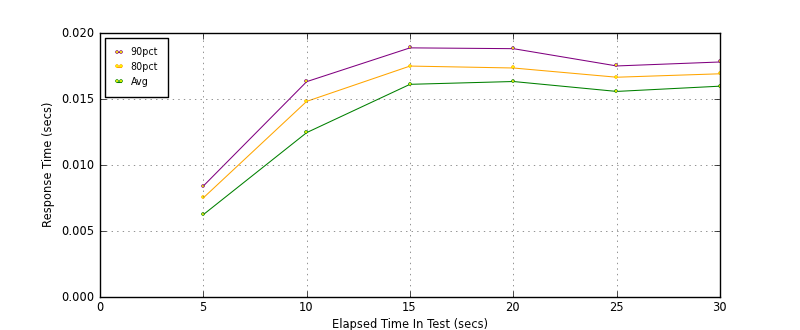 0.020
90pct
80pct
Avg
0.015
0.010
0.005
0.000
Response Time (secs)
0 5 10 15 20 25 30
Elapsed Time In Test (secs)